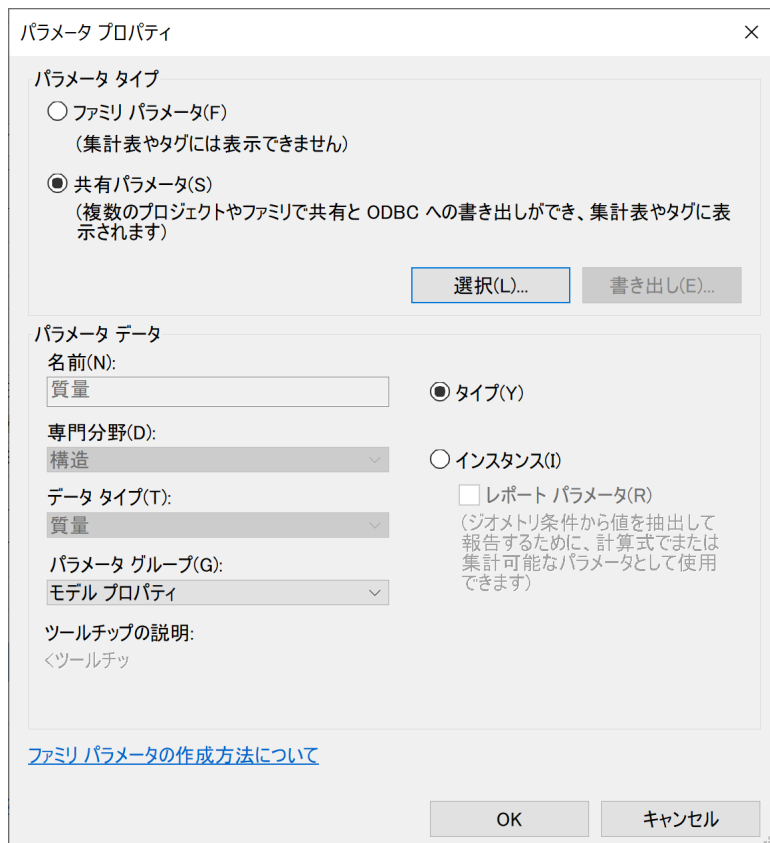 パラメータ プロパティ
パラメータ タイプ
ファミリ パラメータ(F)
(集計表やタグには表示できません)
共有パラメータ(S)
(複数のプロジェクトやファミリで共有と ODBC への書き出しができ、集計表やタグに表
示されます)
選択(L)...
書き出し(E)...
パラメータ データ
名前(N):
質量
タイプ(Y)
専門分野(D):
構造
インスタンス(I)
データ タイプ(T):
レポート パラメータ(R)
質量
(ジオメトリ条件から値を抽出して
報告するために、計算式でまたは
集計可能なパラメータとして使用
できます)
パラメータ グループ(G):
モデル プロパティ
ツールチップの説明:
<ツールチッ
ファミリ パラメータの作成方法について
OK
キャンセル